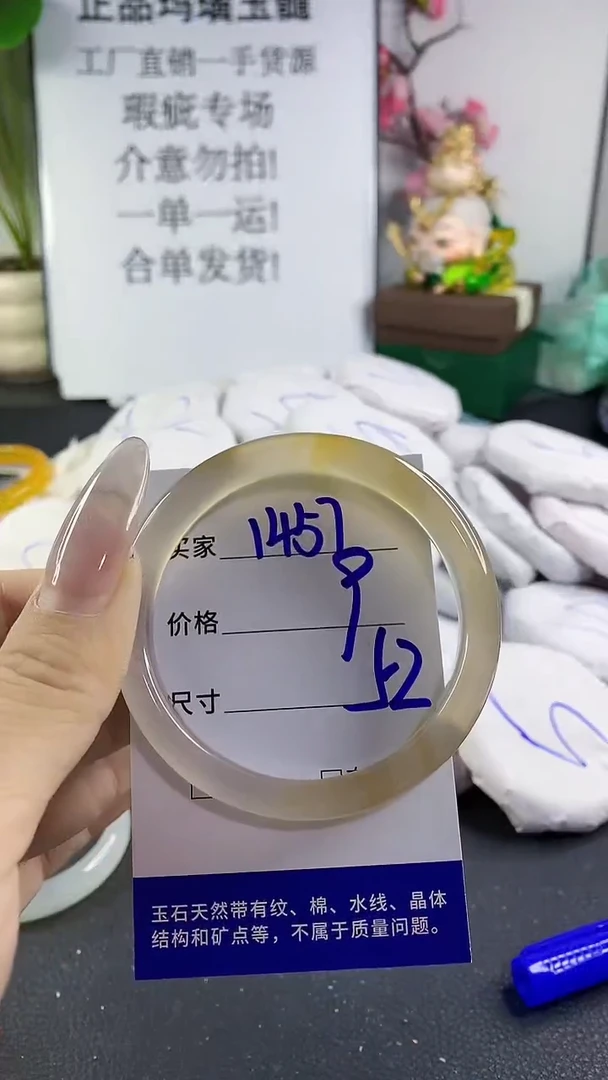 正品玛瑙玉髓
工厂直销一手货源
瑕疵专场
介意勿拍!
一单一运!
合单发货!
买家 1457
价格 9
尺寸 52
玉石天然带有纹、棉、水线、晶体
结构和矿点等，不属于质量问题。